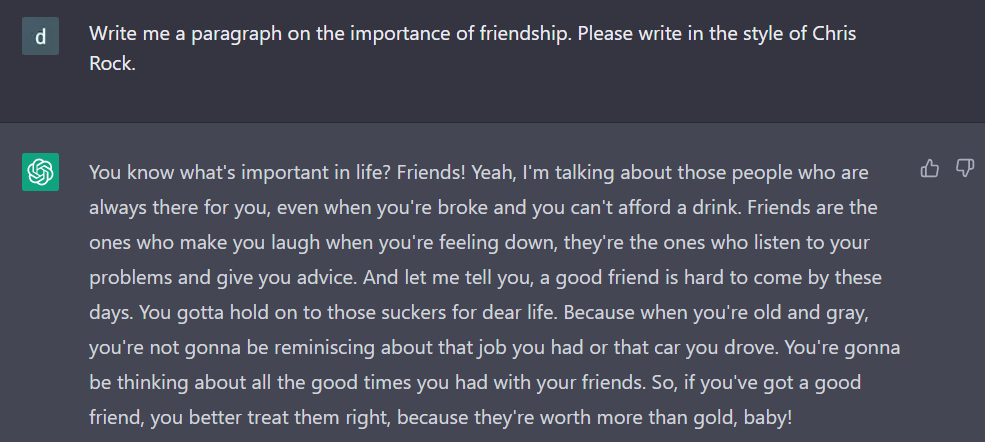 d
Write me a paragraph on the importance of friendship. Please write in the style of Chris
Rock.
You know what's important in life? Friends! Yeah, I'm talking about those people who are
always there for you, even when you're broke and you can't afford a drink. Friends are the
ones who make you laugh when you're feeling down, they're the ones who listen to your
problems and give you advice. And let me tell you, a good friend is hard to come by these
days. You gotta hold on to those suckers for dear life. Because when you're old and gray,
you're not gonna be reminiscing about that job you had or that car you drove. You're gonna
be thinking about all the good times you had with your friends. So, if you've got a good
friend, you better treat them right, because they're worth more than gold, baby!